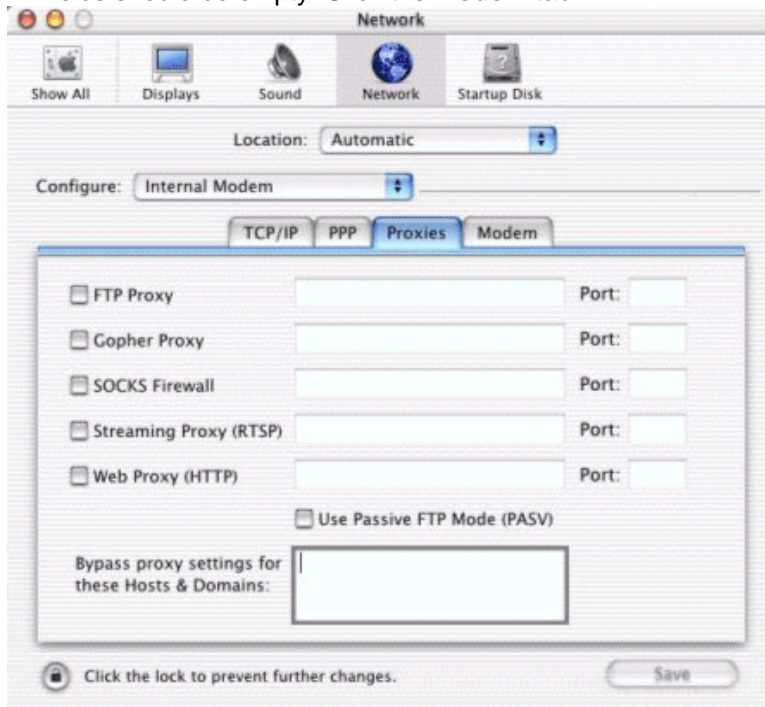 Network
Show All Displays Sound Network Startup Disk
Location: Automatic
Configure: Internal Modem
TCP/IP PPP Proxies Modem
FTP Proxy Port:
Gopher Proxy Port:
SOCKS Firewall Port:
Streaming Proxy (RTSP) Port:
Web Proxy (HTTP) Port:
Use Passive FTP Mode (PASV)
Bypass proxy settings for
these Hosts & Domains:
Click the lock to prevent further changes. Save